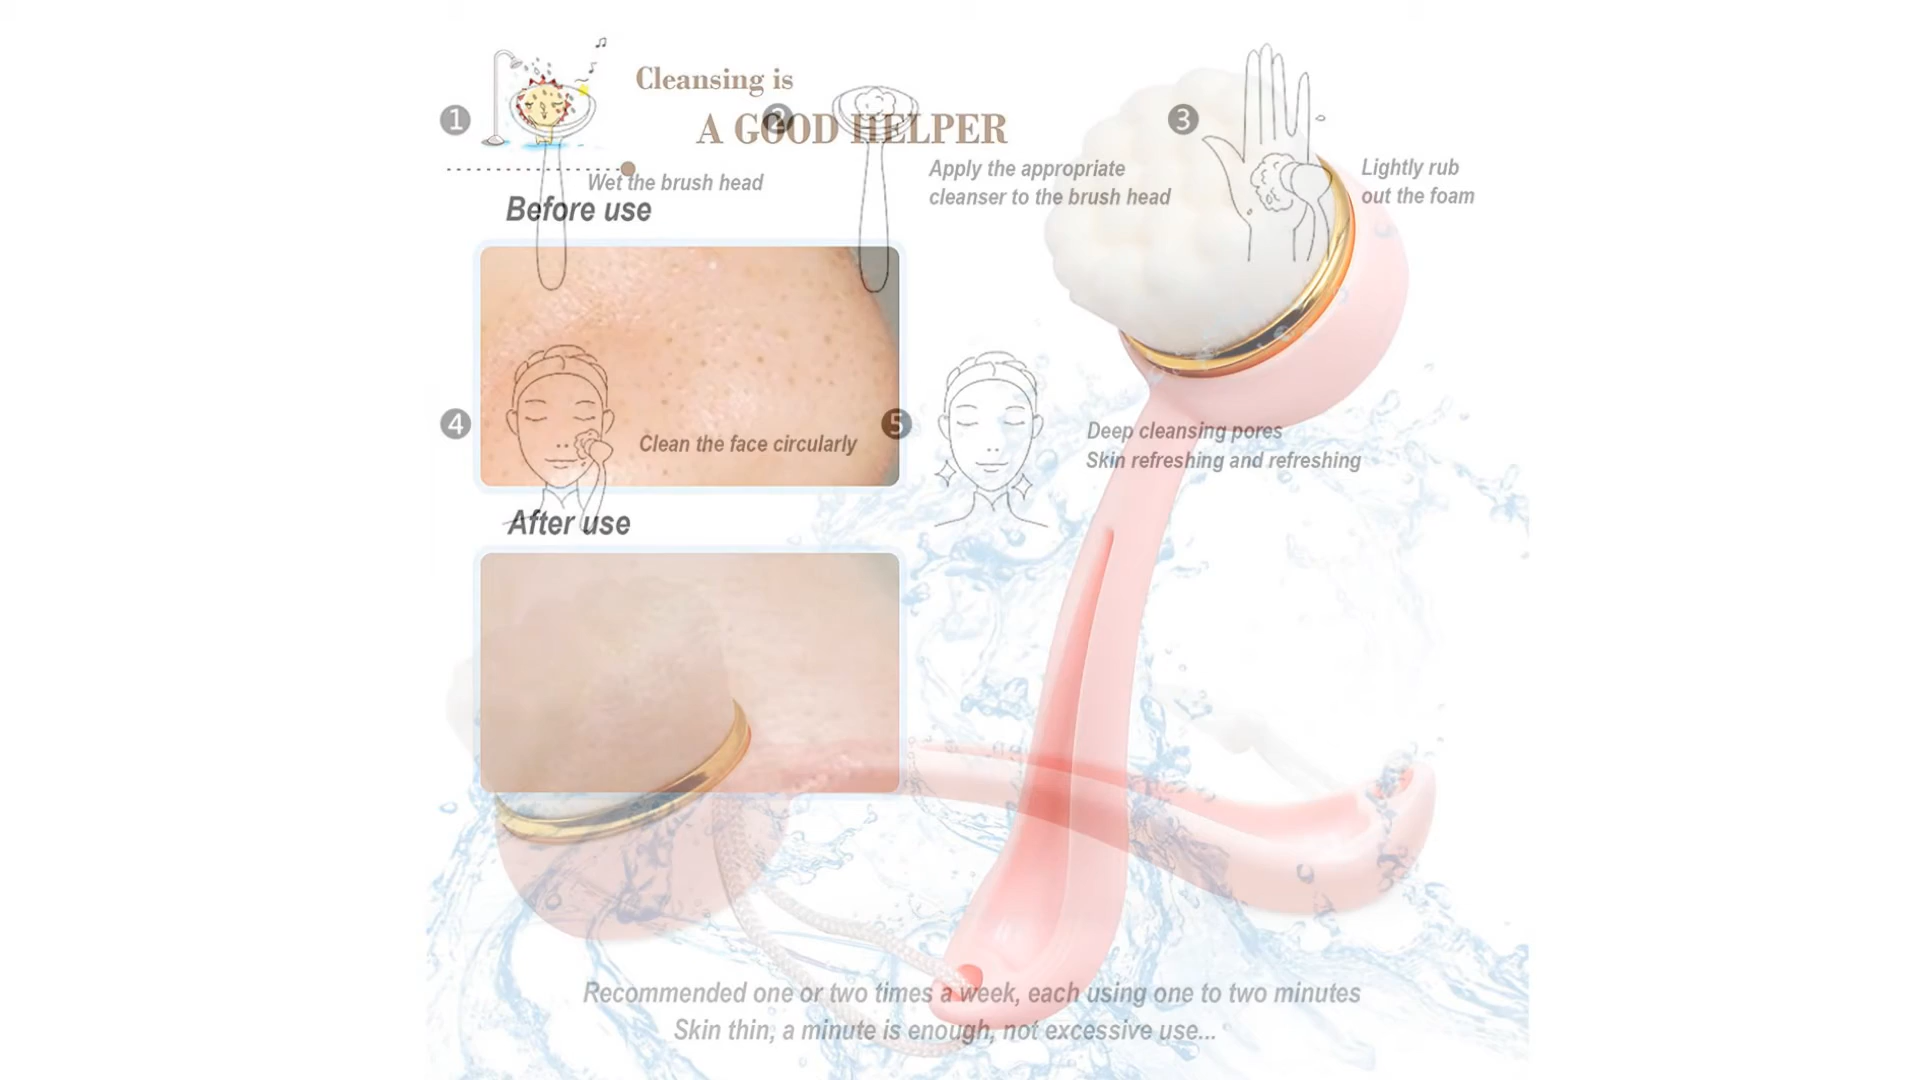 Cleansing is
A GOOD HELPER
1
Wet the brush head
2
Apply the appropriate
cleanser to the brush head
3
Lightly rub
out the foam
Before use
4
Clean the face circularly
5
Deep cleansing pores
Skin refreshing and refreshing
After use
Recommended one or two times a week, each using one to two minutes
Skin thin, a minute is enough, not excessive use...